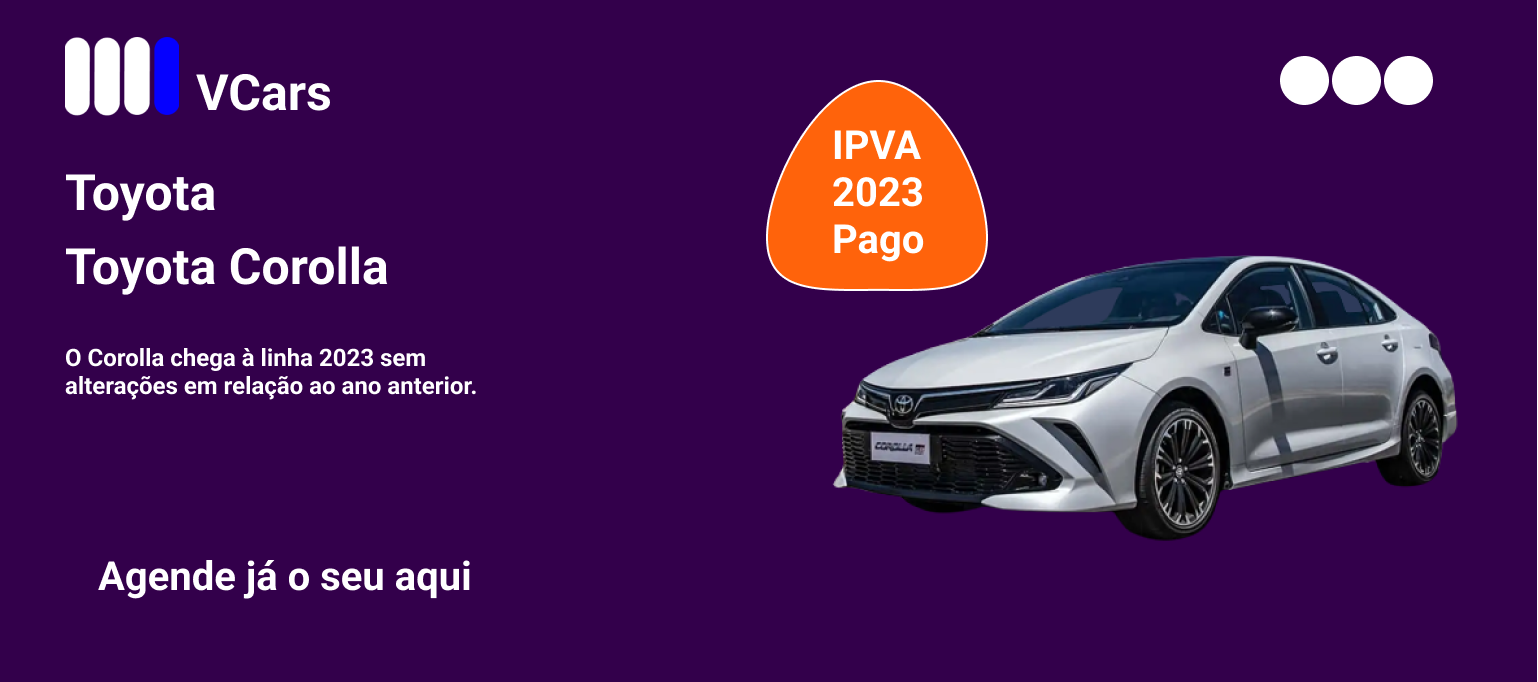 VCars
Toyota
Toyota Corolla
O Corolla chega à linha 2023 sem
alterações em relação ao ano anterior.
Agende já o seu aqui
IPVA
2023
Pago
COROLLA